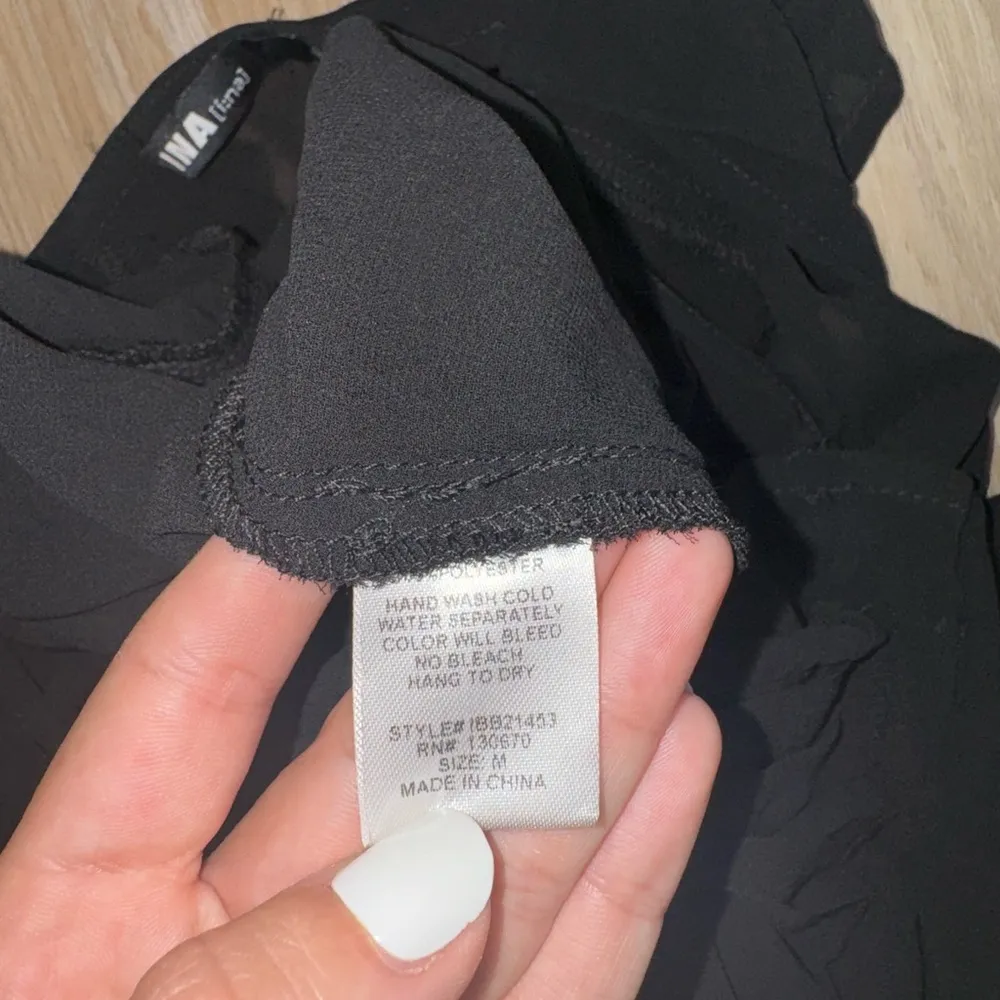 INA [i:na]
POLYESTER
HAND WASH COLD
WATER SEPARATELY
COLOR WILL BLEED
NO BLEACH
HANG TO DRY
STYLE# IBB21453
RN#. 130670
SIZE: M
MADE IN CHINA